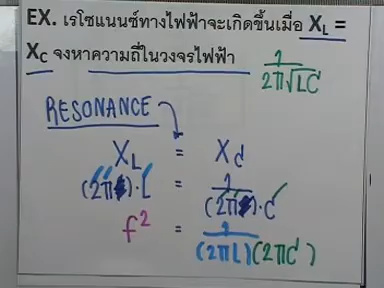 EX. เรโซแนนซ์ทางไฟฟ้าจะเกิดขึ้นเมื่อ X_L =
X_C จงหาความถี่ในวงจรไฟฟ้า
1/(2π√LC)
RESONANCE
X_L = X_C
(2πf)·L = 1/((2πf)·C)
f² = 1/((2πL)(2πC))